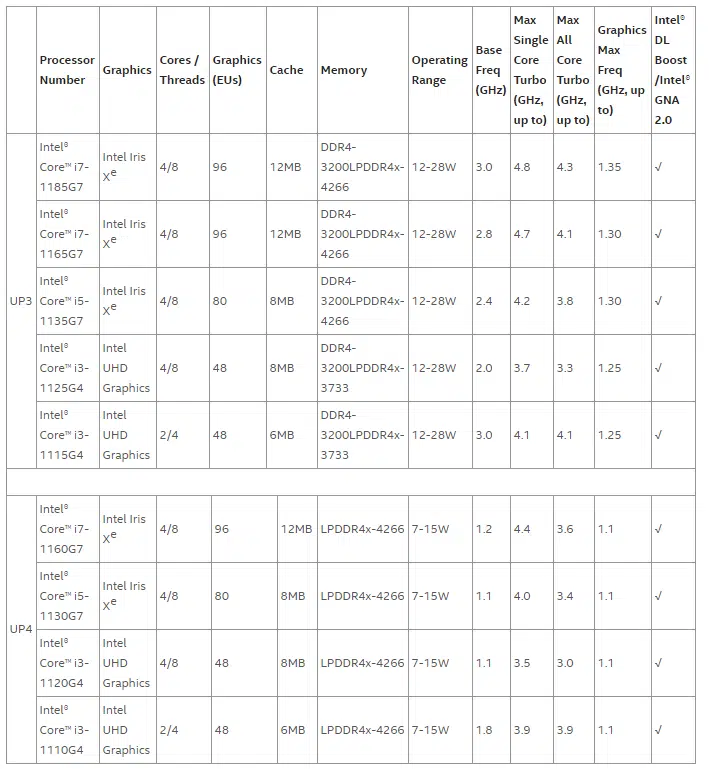 Processor Number Graphics Cores / Threads Graphics (EUs) Cache Memory Operating Range Base Freq (GHz) Max Single Core Turbo (GHz, up to) Max All Core Turbo (GHz, up to) Graphics Max Freq (GHz, up to) Intel® DL Boost /Intel® GNA 2.0
UP3
Intel® Core™ i7-1185G7 Intel Iris Xe 4/8 96 12MB DDR4-3200LPDDR4x-4266 12-28W 3.0 4.8 4.3 1.35 √
Intel® Core™ i7-1165G7 Intel Iris Xe 4/8 96 12MB DDR4-3200LPDDR4x-4266 12-28W 2.8 4.7 4.1 1.30 √
Intel® Core™ i5-1135G7 Intel Iris Xe 4/8 80 8MB DDR4-3200LPDDR4x-4266 12-28W 2.4 4.2 3.8 1.30 √
Intel® Core™ i3-1125G4 Intel UHD Graphics 4/8 48 8MB DDR4-3200LPDDR4x-3733 12-28W 2.0 3.7 3.3 1.25 √
Intel® Core™ i3-1115G4 Intel UHD Graphics 2/4 48 6MB DDR4-3200LPDDR4x-3733 12-28W 3.0 4.1 4.1 1.25 √
UP4
Intel® Core™ i7-1160G7 Intel Iris Xe 4/8 96 12MB LPDDR4x-4266 7-15W 1.2 4.4 3.6 1.1 √
Intel® Core™ i5-1130G7 Intel Iris Xe 4/8 80 8MB LPDDR4x-4266 7-15W 1.1 4.0 3.4 1.1 √
Intel® Core™ i3-1120G4 Intel UHD Graphics 4/8 48 8MB LPDDR4x-4266 7-15W 1.1 3.5 3.0 1.1 √
Intel® Core™ i3-1110G4 Intel UHD Graphics 2/4 48 6MB LPDDR4x-4266 7-15W 1.8 3.9 3.9 1.1 √